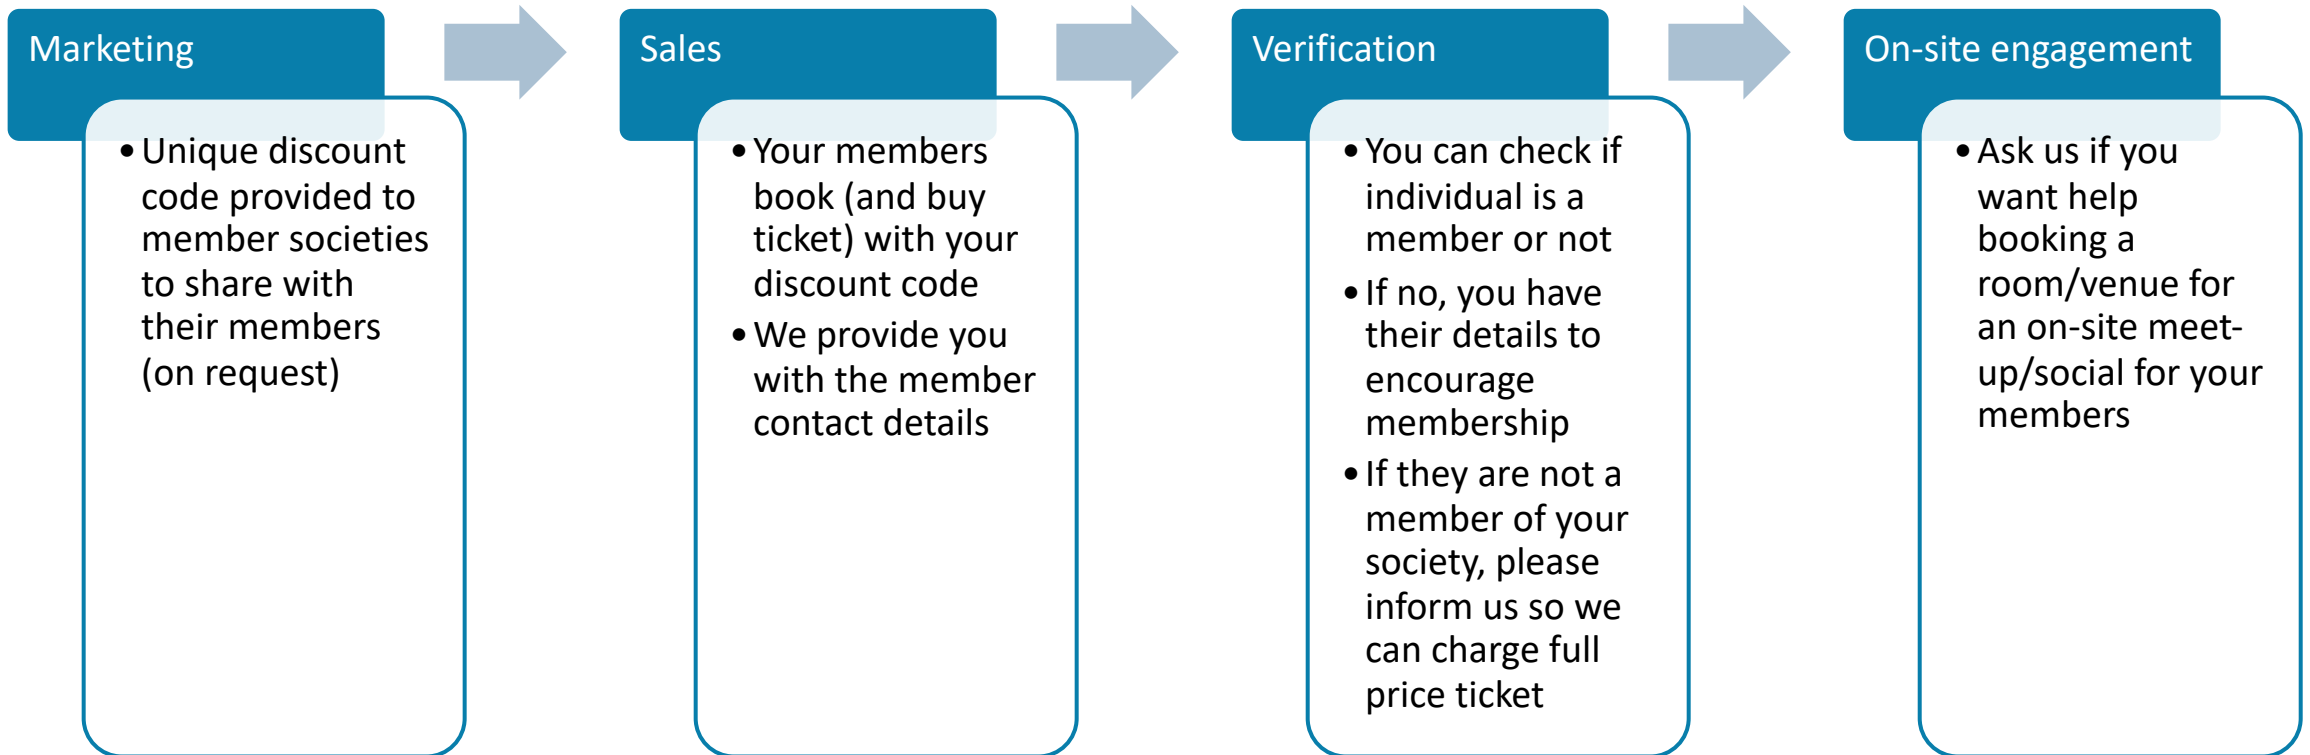 Marketing
• Unique discount
code provided to
member societies
to share with
their members
(on request)
Sales
• Your members
book (and buy
ticket) with your
discount code
• We provide you
with the member
contact details
Verification
• You can check if
individual is a
member or not
• If no, you have
their details to
encourage
membership
• If they are not a
member of your
society, please
inform us so we
can charge full
price ticket
On-site engagement
• Ask us if you
want help
booking a
room/venue for
an on-site meet-
up/social for your
members